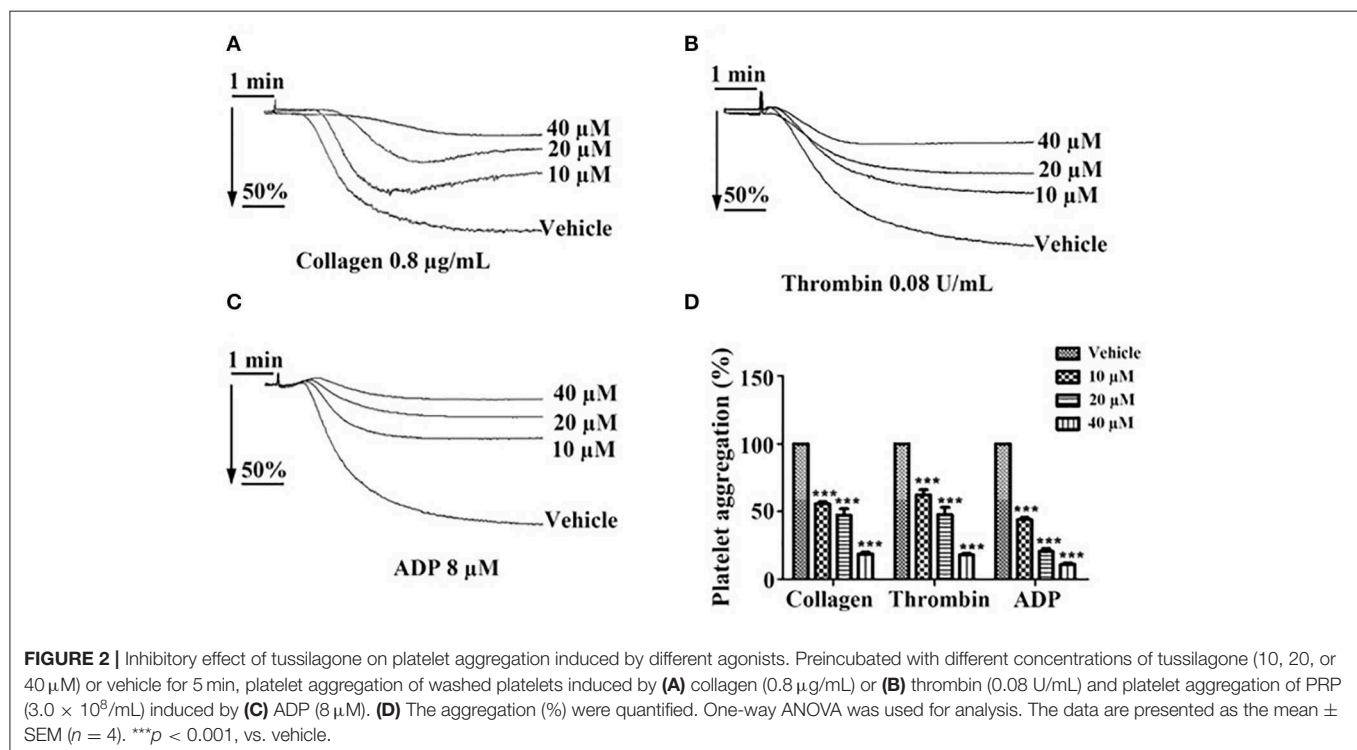 A
1 min
50%
40 µM
20 µM
10 µM
Vehicle
Collagen 0.8 µg/mL
B
1 min
50%
40 µM
20 µM
10 µM
Vehicle
Thrombin 0.08 U/mL
C
1 min
50%
40 µM
20 µM
10 µM
Vehicle
ADP 8 µM
D
Platelet aggregation (%)
150
100
50
0
Vehicle
10 µM
20 µM
40 µM
*** *** ***
*** *** ***
*** *** ***
Collagen Thrombin ADP
FIGURE 2 | Inhibitory effect of tussilagone on platelet aggregation induced by different agonists. Preincubated with different concentrations of tussilagone (10, 20, or
40 µM) or vehicle for 5 min, platelet aggregation of washed platelets induced by (A) collagen (0.8 µg/mL) or (B) thrombin (0.08 U/mL) and platelet aggregation of PRP
(3.0 × 10⁸/mL) induced by (C) ADP (8 µM). (D) The aggregation (%) were quantified. One-way ANOVA was used for analysis. The data are presented as the mean ±
SEM (n = 4). ***p < 0.001, vs. vehicle.